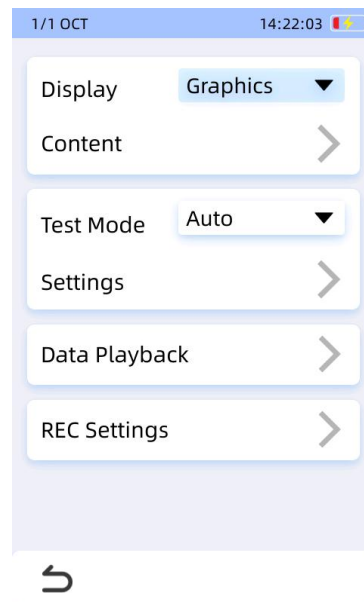 1/1 OCT 14:22:03
Display Graphics
Content
Test Mode Auto
Settings
Data Playback
REC Settings